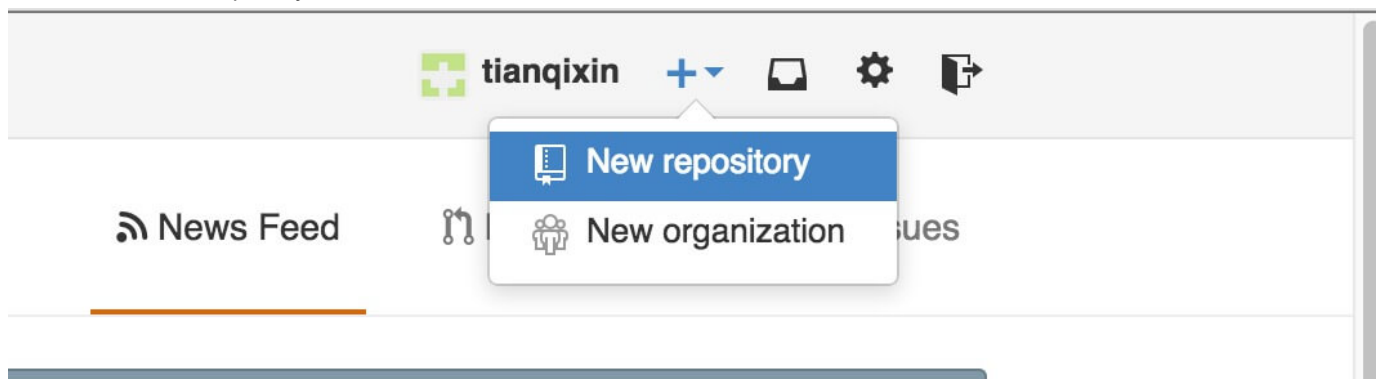 tianqixin
New repository
News Feed
New organization
sues